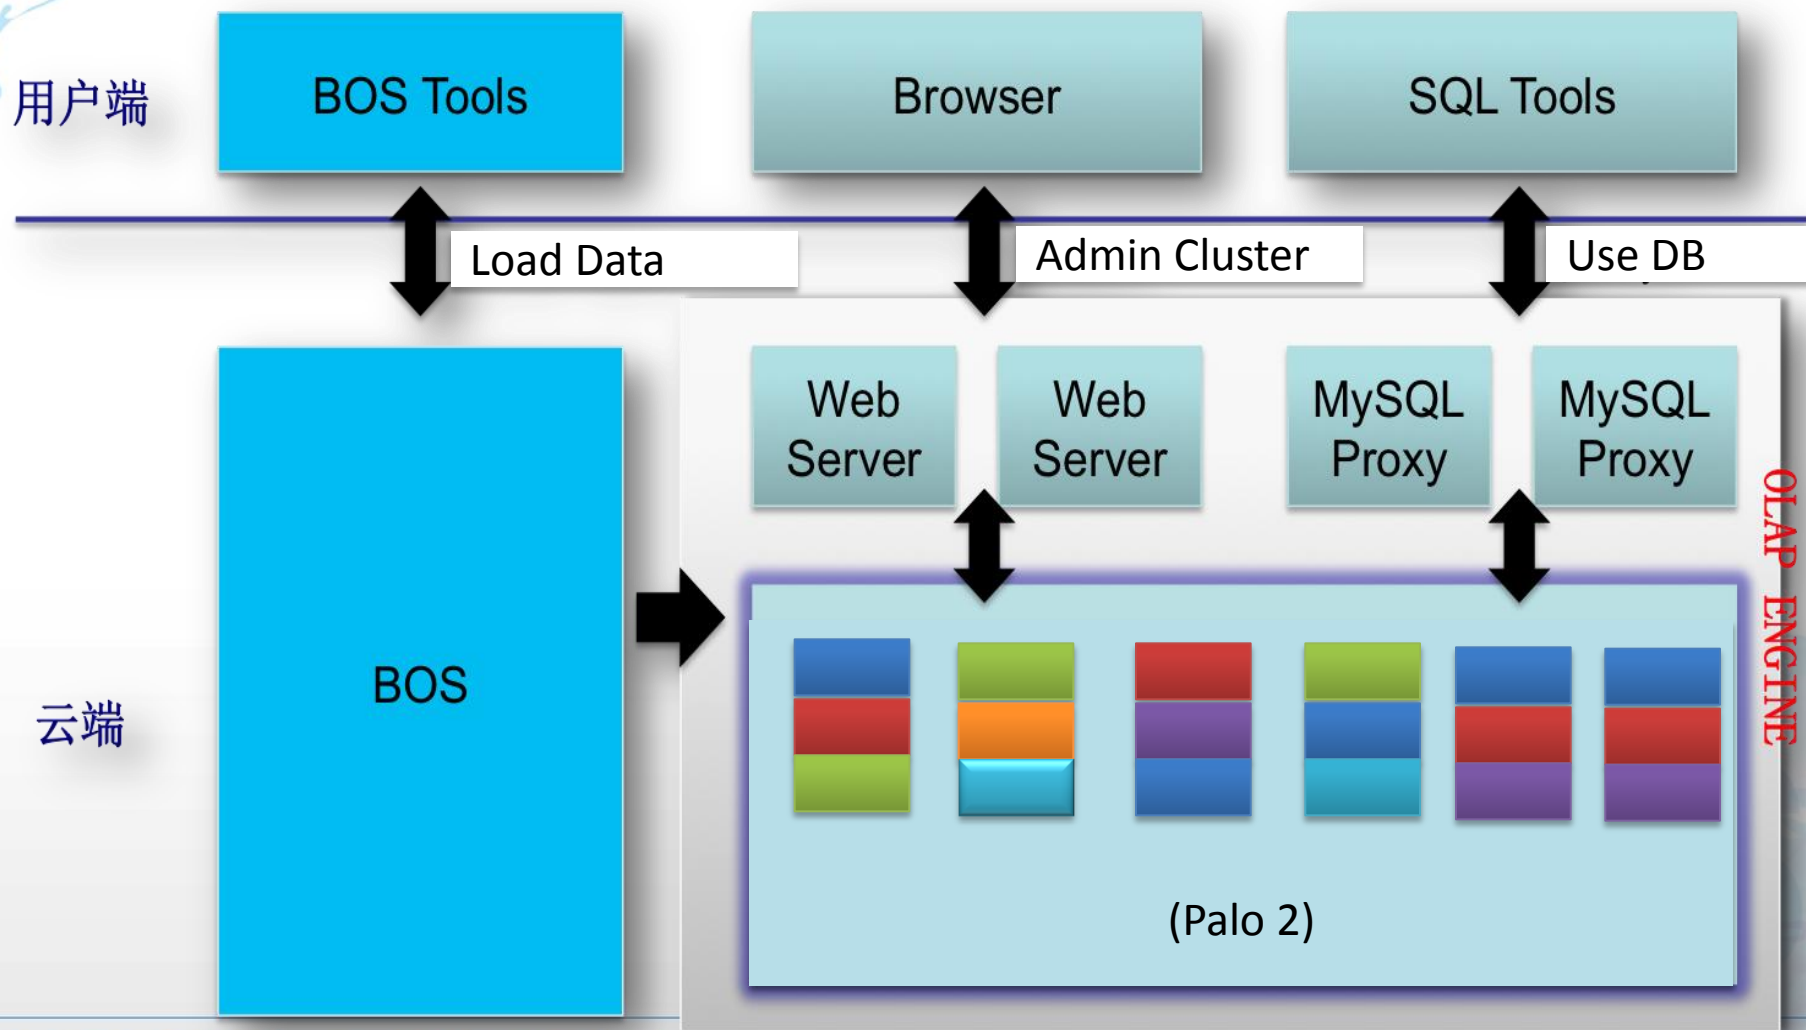 用户端
BOS Tools
Browser
SQL Tools
Load Data
Admin Cluster
Use DB
云端
BOS
Web
Server
Web
Server
MySQL
Proxy
MySQL
Proxy
OLAP ENGINE
(Palo 2)